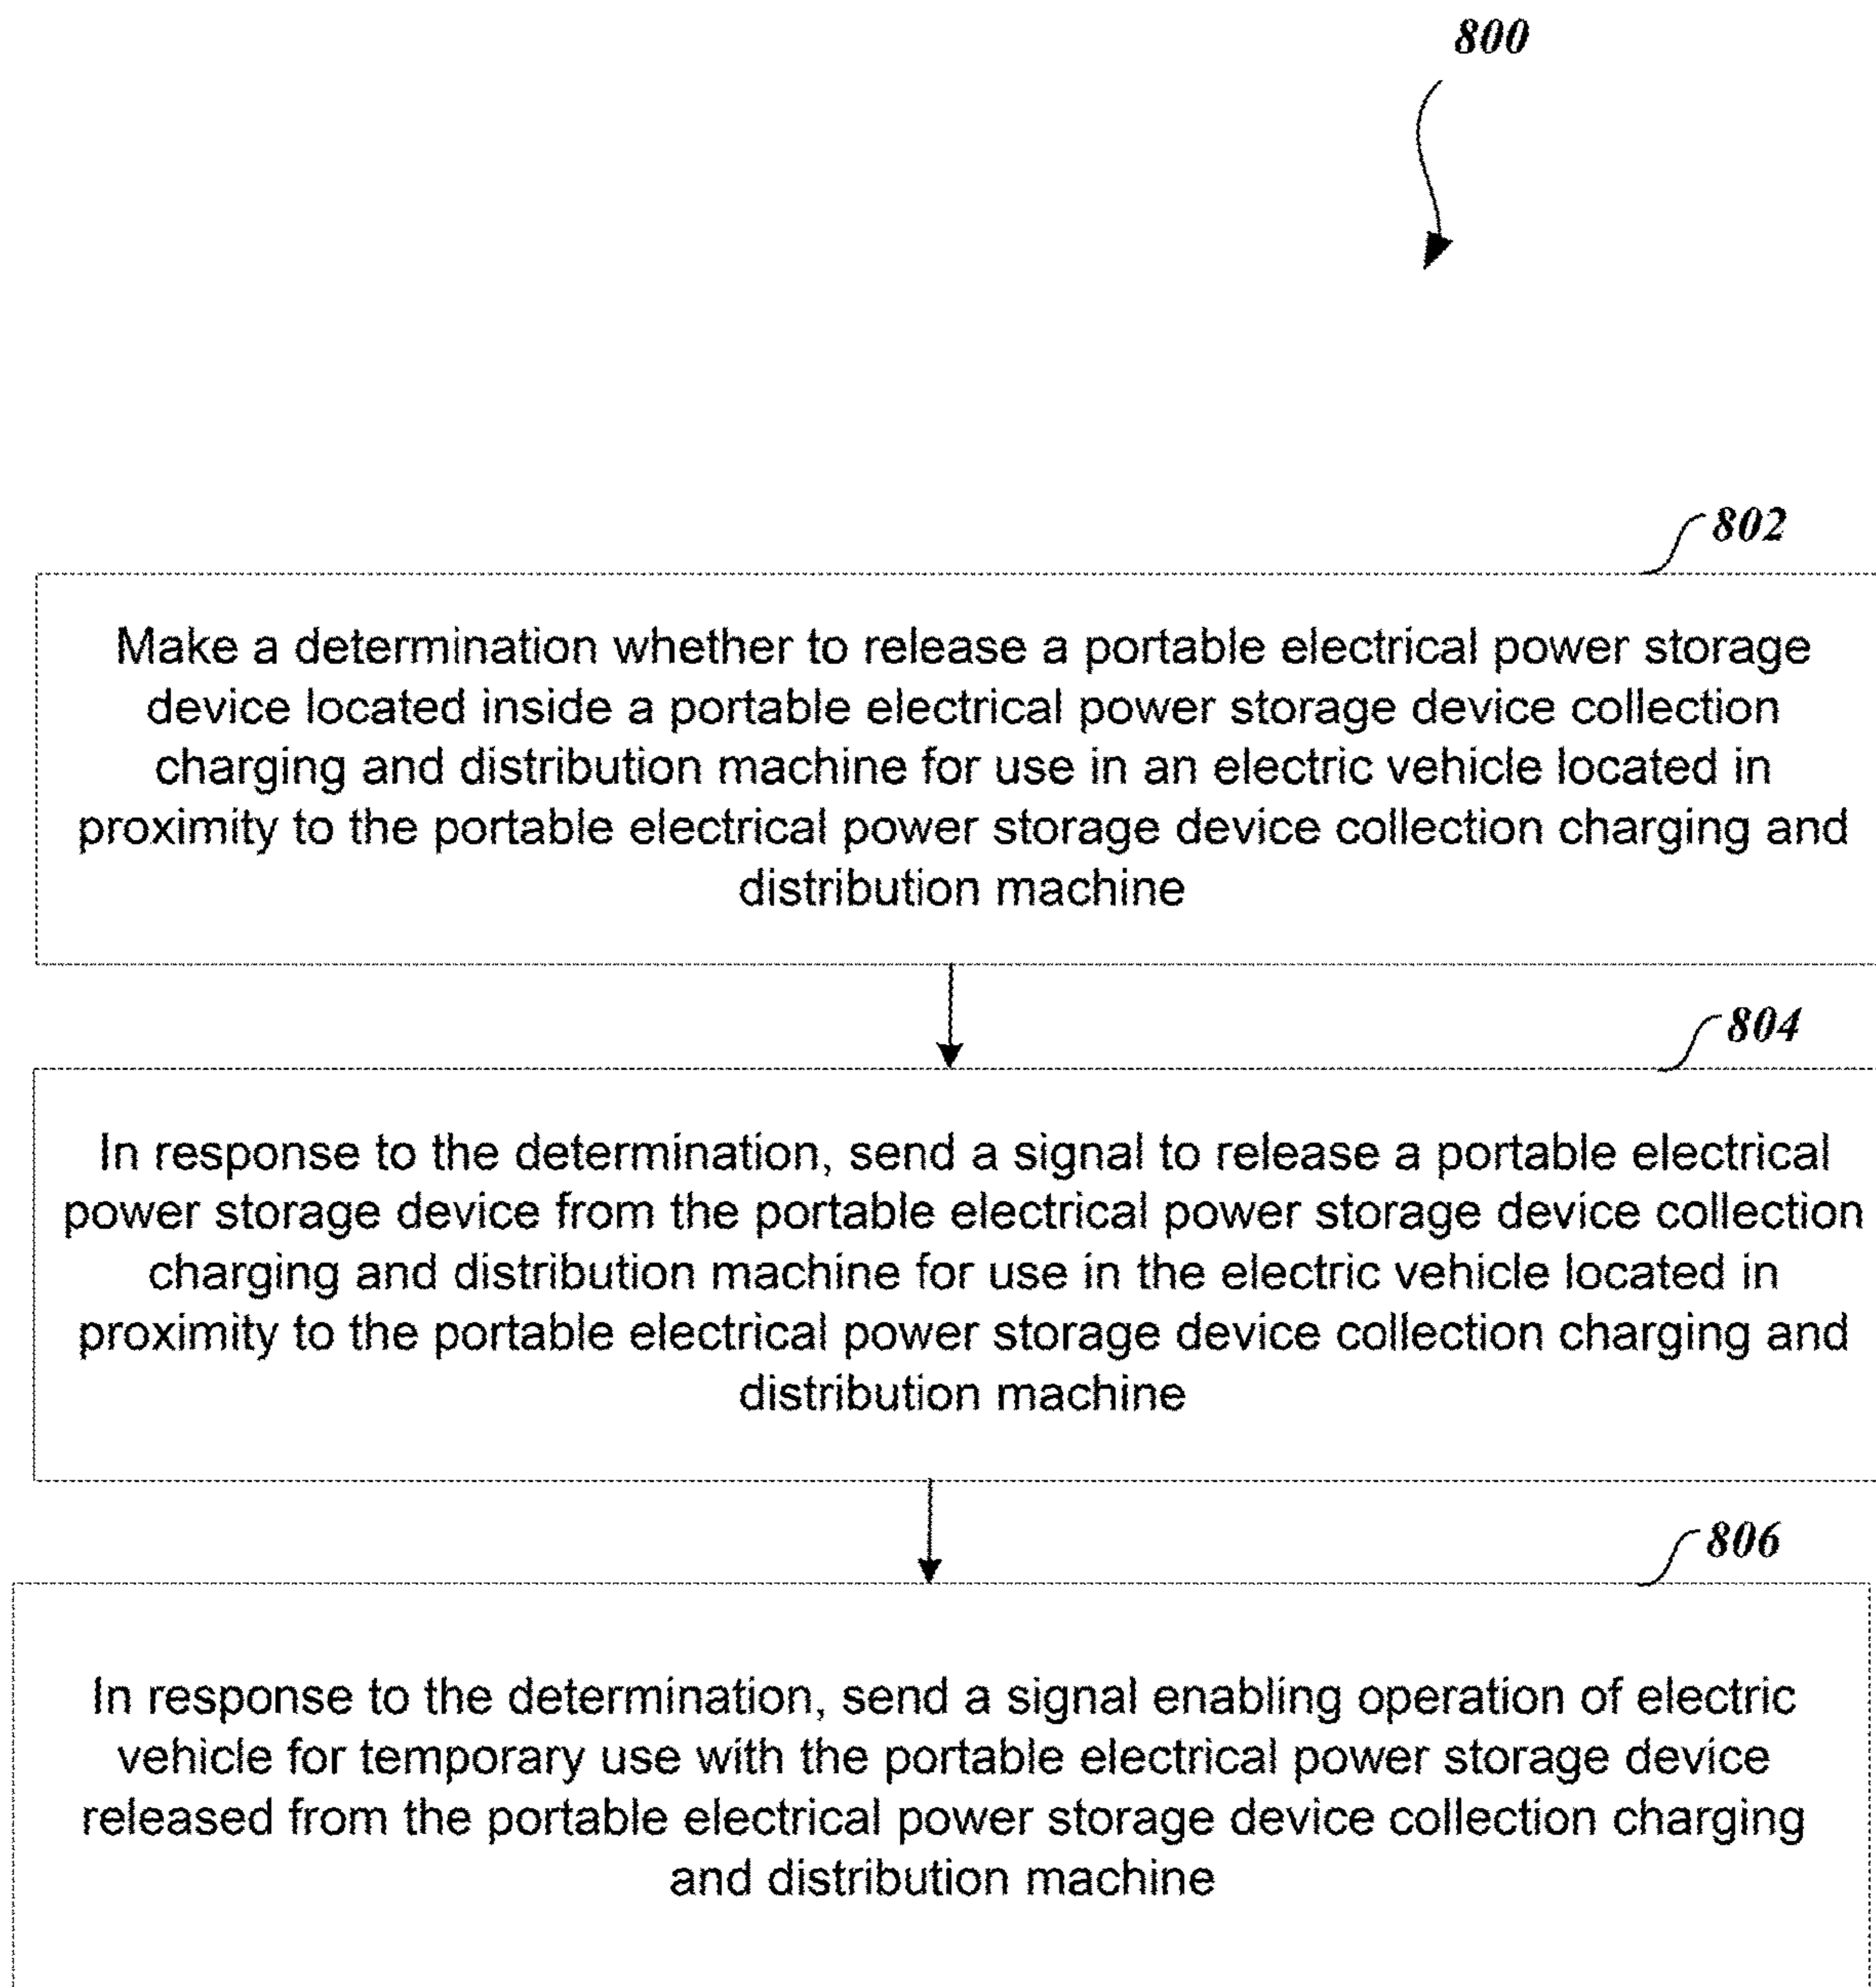 800
802
Make a determination whether to release a portable electrical power storage
device located inside a portable electrical power storage device collection
charging and distribution machine for use in an electric vehicle located in
proximity to the portable electrical power storage device collection charging and
distribution machine
804
In response to the determination, send a signal to release a portable electrical
power storage device from the portable electrical power storage device collection
charging and distribution machine for use in the electric vehicle located in
proximity to the portable electrical power storage device collection charging and
distribution machine
806
In response to the determination, send a signal enabling operation of electric
vehicle for temporary use with the portable electrical power storage device
released from the portable electrical power storage device collection charging
and distribution machine